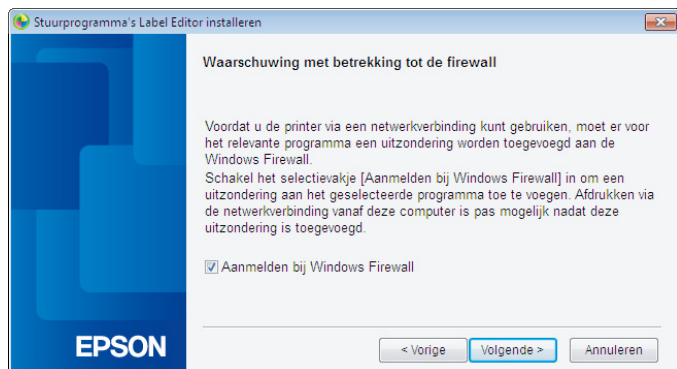 Stuurprogramma's Label Editor installeren
Waarschuwing met betrekking tot de firewall
Voordat u de printer via een netwerkverbinding kunt gebruiken, moet er voor
het relevante programma een uitzondering worden toegevoegd aan de
Windows Firewall.
Schakel het selectievakje [Aanmelden bij Windows Firewall] in om een
uitzondering aan het geselecteerde programma toe te voegen. Afdrukken via
de netwerkverbinding vanaf deze computer is pas mogelijk nadat deze
uitzondering is toegevoegd.
Aanmelden bij Windows Firewall
EPSON
< Vorige Volgende > Annuleren